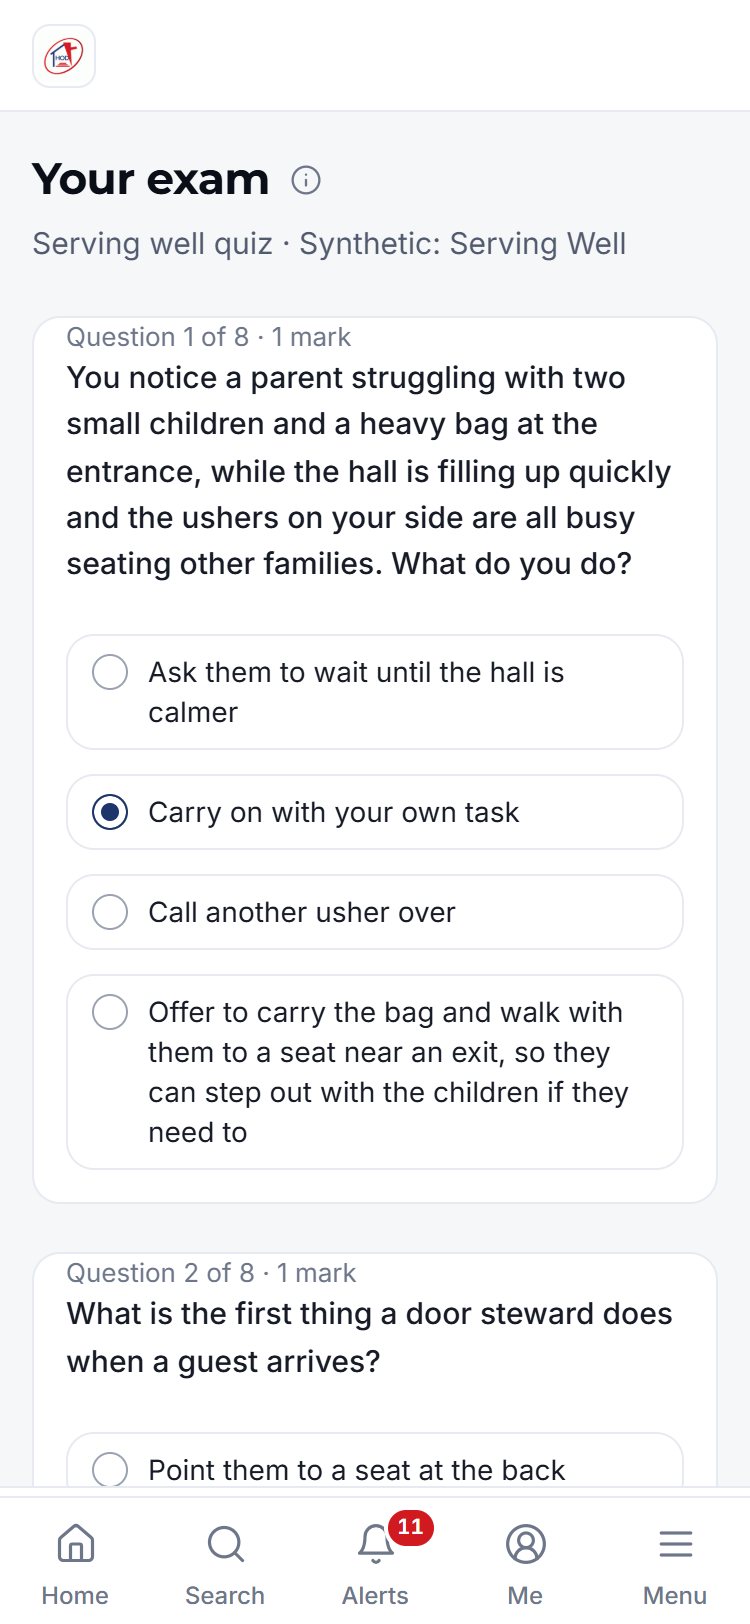 HOD
Your exam
Serving well quiz · Synthetic: Serving Well
Question 1 of 8 · 1 mark
You notice a parent struggling with two
small children and a heavy bag at the
entrance, while the hall is filling up quickly
and the ushers on your side are all busy
seating other families. What do you do?
Ask them to wait until the hall is
calmer
Carry on with your own task
Call another usher over
Offer to carry the bag and walk with
them to a seat near an exit, so they
can step out with the children if they
need to
Question 2 of 8 · 1 mark
What is the first thing a door steward does
when a guest arrives?
Point them to a seat at the back
11
Home
Search
Alerts
Me
Menu